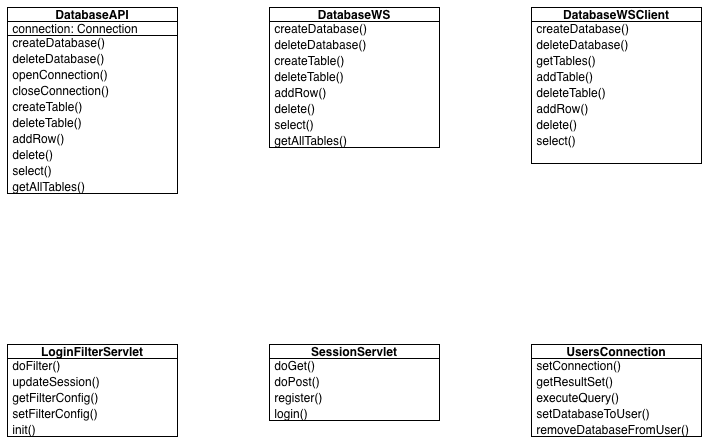 DatabaseAPI
connection: Connection
createDatabase()
deleteDatabase()
openConnection()
closeConnection()
createTable()
deleteTable()
addRow()
delete()
select()
getAllTables()
DatabaseWS
createDatabase()
deleteDatabase()
createTable()
deleteTable()
addRow()
delete()
select()
getAllTables()
DatabaseWSClient
createDatabase()
deleteDatabase()
getTables()
addTable()
deleteTable()
addRow()
delete()
select()
LoginFilterServlet
doFilter()
updateSession()
getFilterConfig()
setFilterConfig()
init()
SessionServlet
doGet()
doPost()
register()
login()
UsersConnection
setConnection()
getResultSet()
executeQuery()
setDatabaseToUser()
removeDatabaseFromUser()